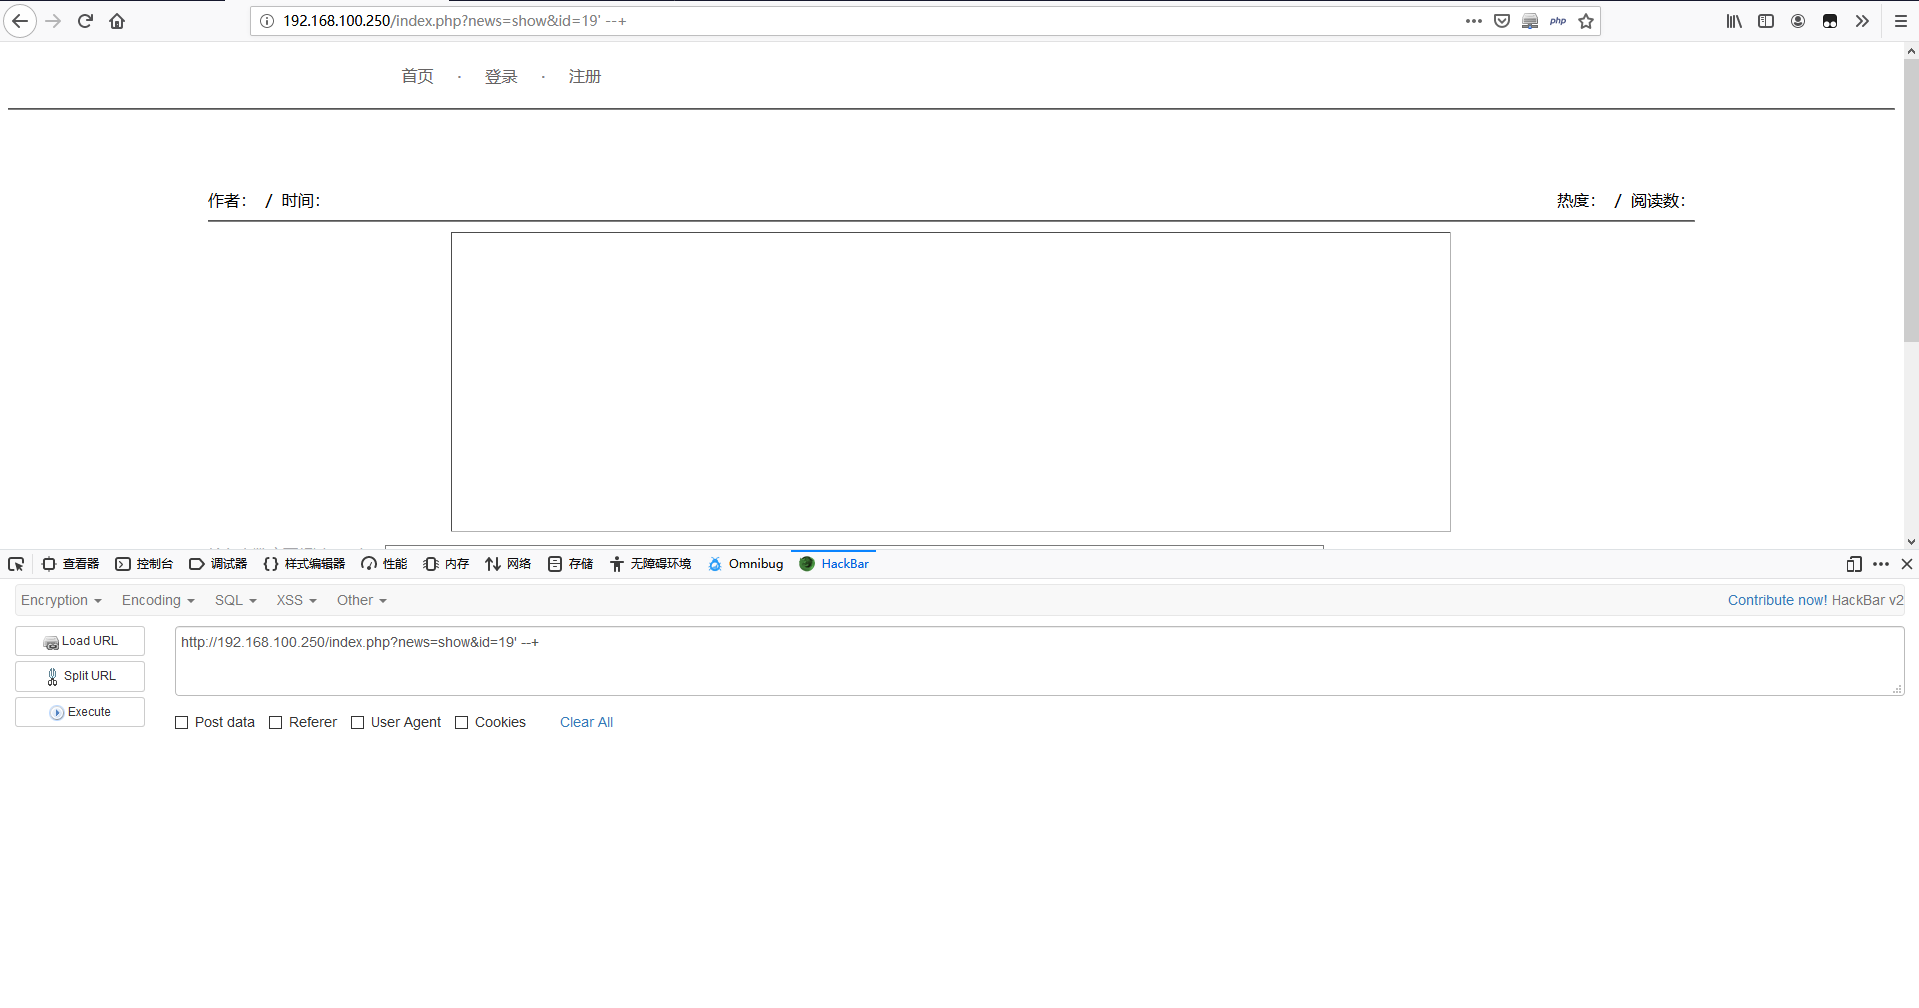 192.168.100.250/index.php?news=show&id=19' --+
php
首页 · 登录 · 注册
作者： / 时间：
热度： / 阅读数：
查看器 控制台 调试器 样式编辑器 性能 内存 网络 存储 无障碍环境 Omnibug HackBar
Encryption Encoding SQL XSS Other
Contribute now! HackBar v2
Load URL
http://192.168.100.250/index.php?news=show&id=19' --+
Split URL
Execute
Post data Referer User Agent Cookies Clear All